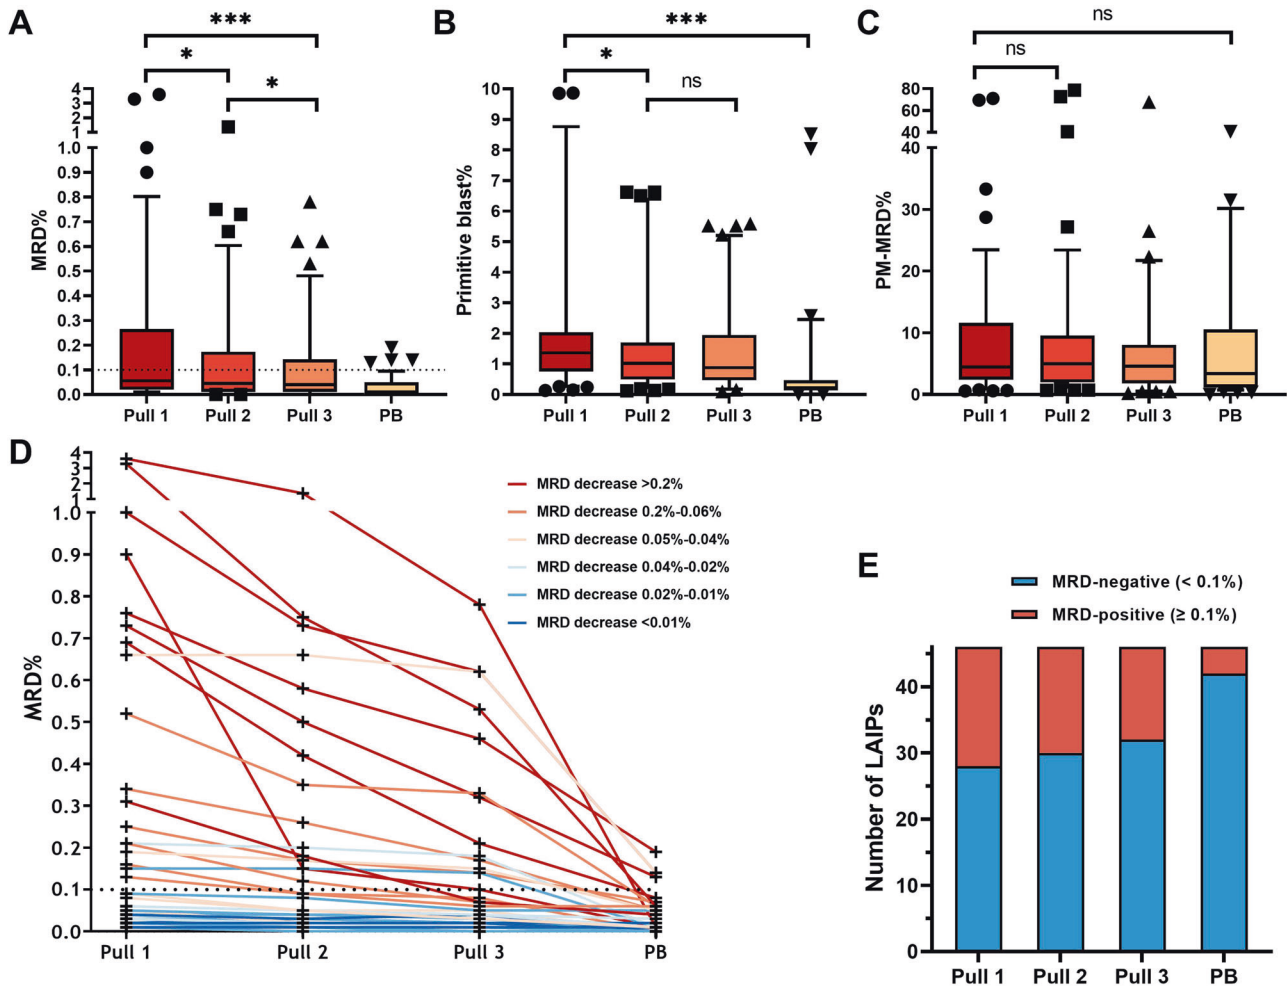 A
***
*
*
MRD%
4
3
2
1
1.0
0.9
0.8
0.7
0.6
0.5
0.4
0.3
0.2
0.1
0.0
Pull 1 Pull 2 Pull 3 PB
B
***
*
ns
Primitive blast%
10
9
8
7
6
5
4
3
2
1
0
Pull 1 Pull 2 Pull 3 PB
C
ns
ns
PM-MRD%
80
60
40
40
30
20
10
0
Pull 1 Pull 2 Pull 3 PB
D
MRD%
4
3
2
1
1.0
0.9
0.8
0.7
0.6
0.5
0.4
0.3
0.2
0.1
0.0
Pull 1 Pull 2 Pull 3 PB
MRD decrease >0.2%
MRD decrease 0.2%-0.06%
MRD decrease 0.05%-0.04%
MRD decrease 0.04%-0.02%
MRD decrease 0.02%-0.01%
MRD decrease <0.01%
E
MRD-negative (< 0.1%)
MRD-positive (≥ 0.1%)
Number of LAIPs
40
30
20
10
0
Pull 1 Pull 2 Pull 3 PB